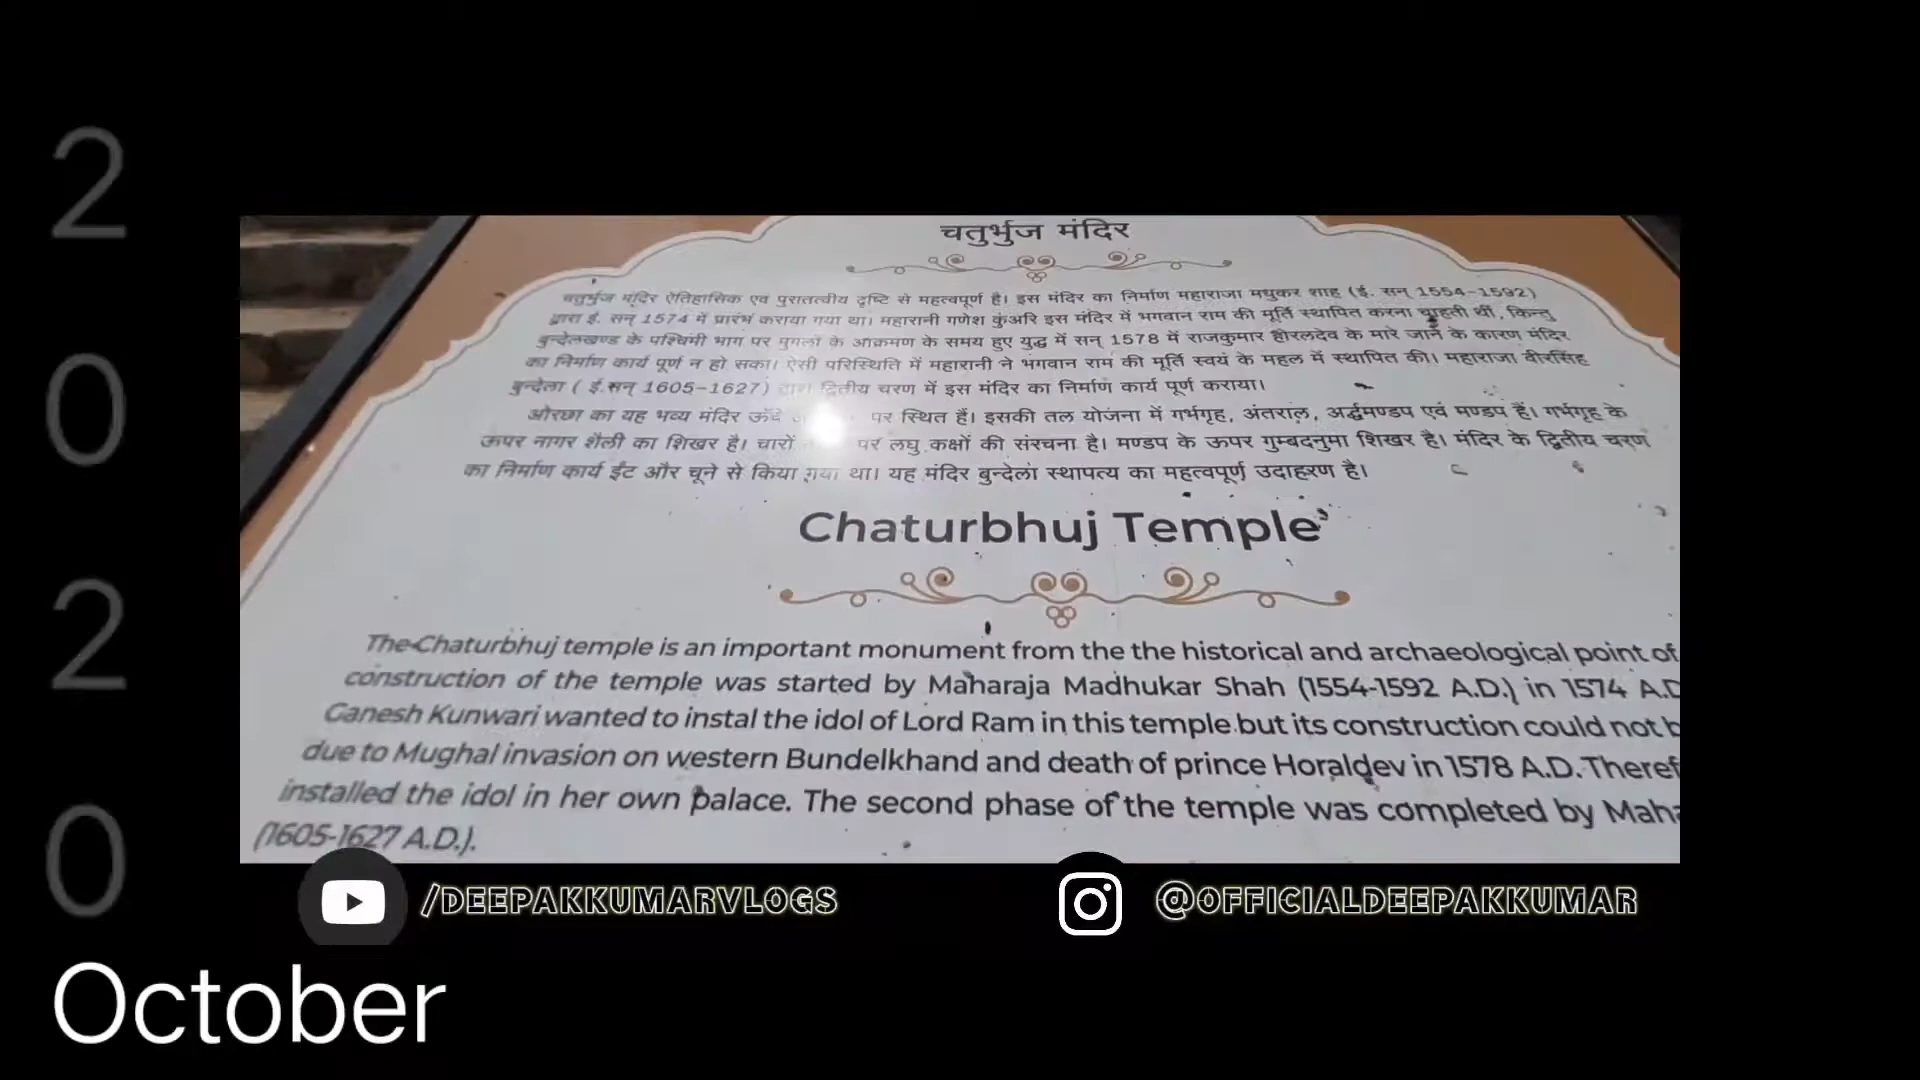 2
0
2
0
October
चतुर्भुज मंदिर
चतुर्भुज मंदिर ऐतिहासिक एवं पुरातत्वीय दृष्टि से महत्वपूर्ण है। इस मंदिर का निर्माण महाराजा मधुकर शाह (ई. सन् 1554-1592)
द्वारा ई. सन् 1574 में प्रारंभ कराया गया था। महारानी गणेश कुंअरि इस मंदिर में भगवान राम की मूर्ति स्थापित करना चाहती थीं, किन्तु
बुन्देलखण्ड के पश्चिमी भाग पर मुगलों के आक्रमण के समय हुए युद्ध में सन् 1578 में राजकुमार होरलदेव के मारे जाने के कारण मंदिर
का निर्माण कार्य पूर्ण न हो सका। ऐसी परिस्थिति में महारानी ने भगवान राम की मूर्ति स्वयं के महल में स्थापित की। महाराजा वीरसिंह
बुन्देला ( ई.सन् 1605-1627) द्वारा द्वितीय चरण में इस मंदिर का निर्माण कार्य पूर्ण कराया।
ओरछा का यह भव्य मंदिर ऊंचे पर स्थित है। इसकी तल योजना में गर्भगृह, अंतराल, अर्द्धमण्डप एवं मण्डप हैं। गर्भगृह के
ऊपर नागर शैली का शिखर है। चारों पर लघु कक्षों की संरचना है। मण्डप के ऊपर गुम्बदनुमा शिखर है। मंदिर के द्वितीय चरण
का निर्माण कार्य ईंट और चूने से किया गया था। यह मंदिर बुन्देला स्थापत्य का महत्वपूर्ण उदाहरण है।
Chaturbhuj Temple
The Chaturbhuj temple is an important monument from the the historical and archaeological point of
construction of the temple was started by Maharaja Madhukar Shah (1554-1592 A.D.) in 1574 A.D
Ganesh Kunwari wanted to instal the idol of Lord Ram in this temple but its construction could not b
due to Mughal invasion on western Bundelkhand and death of prince Horaldev in 1578 A.D. Theref
installed the idol in her own palace. The second phase of the temple was completed by Maha
(1605-1627 A.D.).
/DEEPAKKUMARVLOGS
@OFFICIALDEEPAKKUMAR